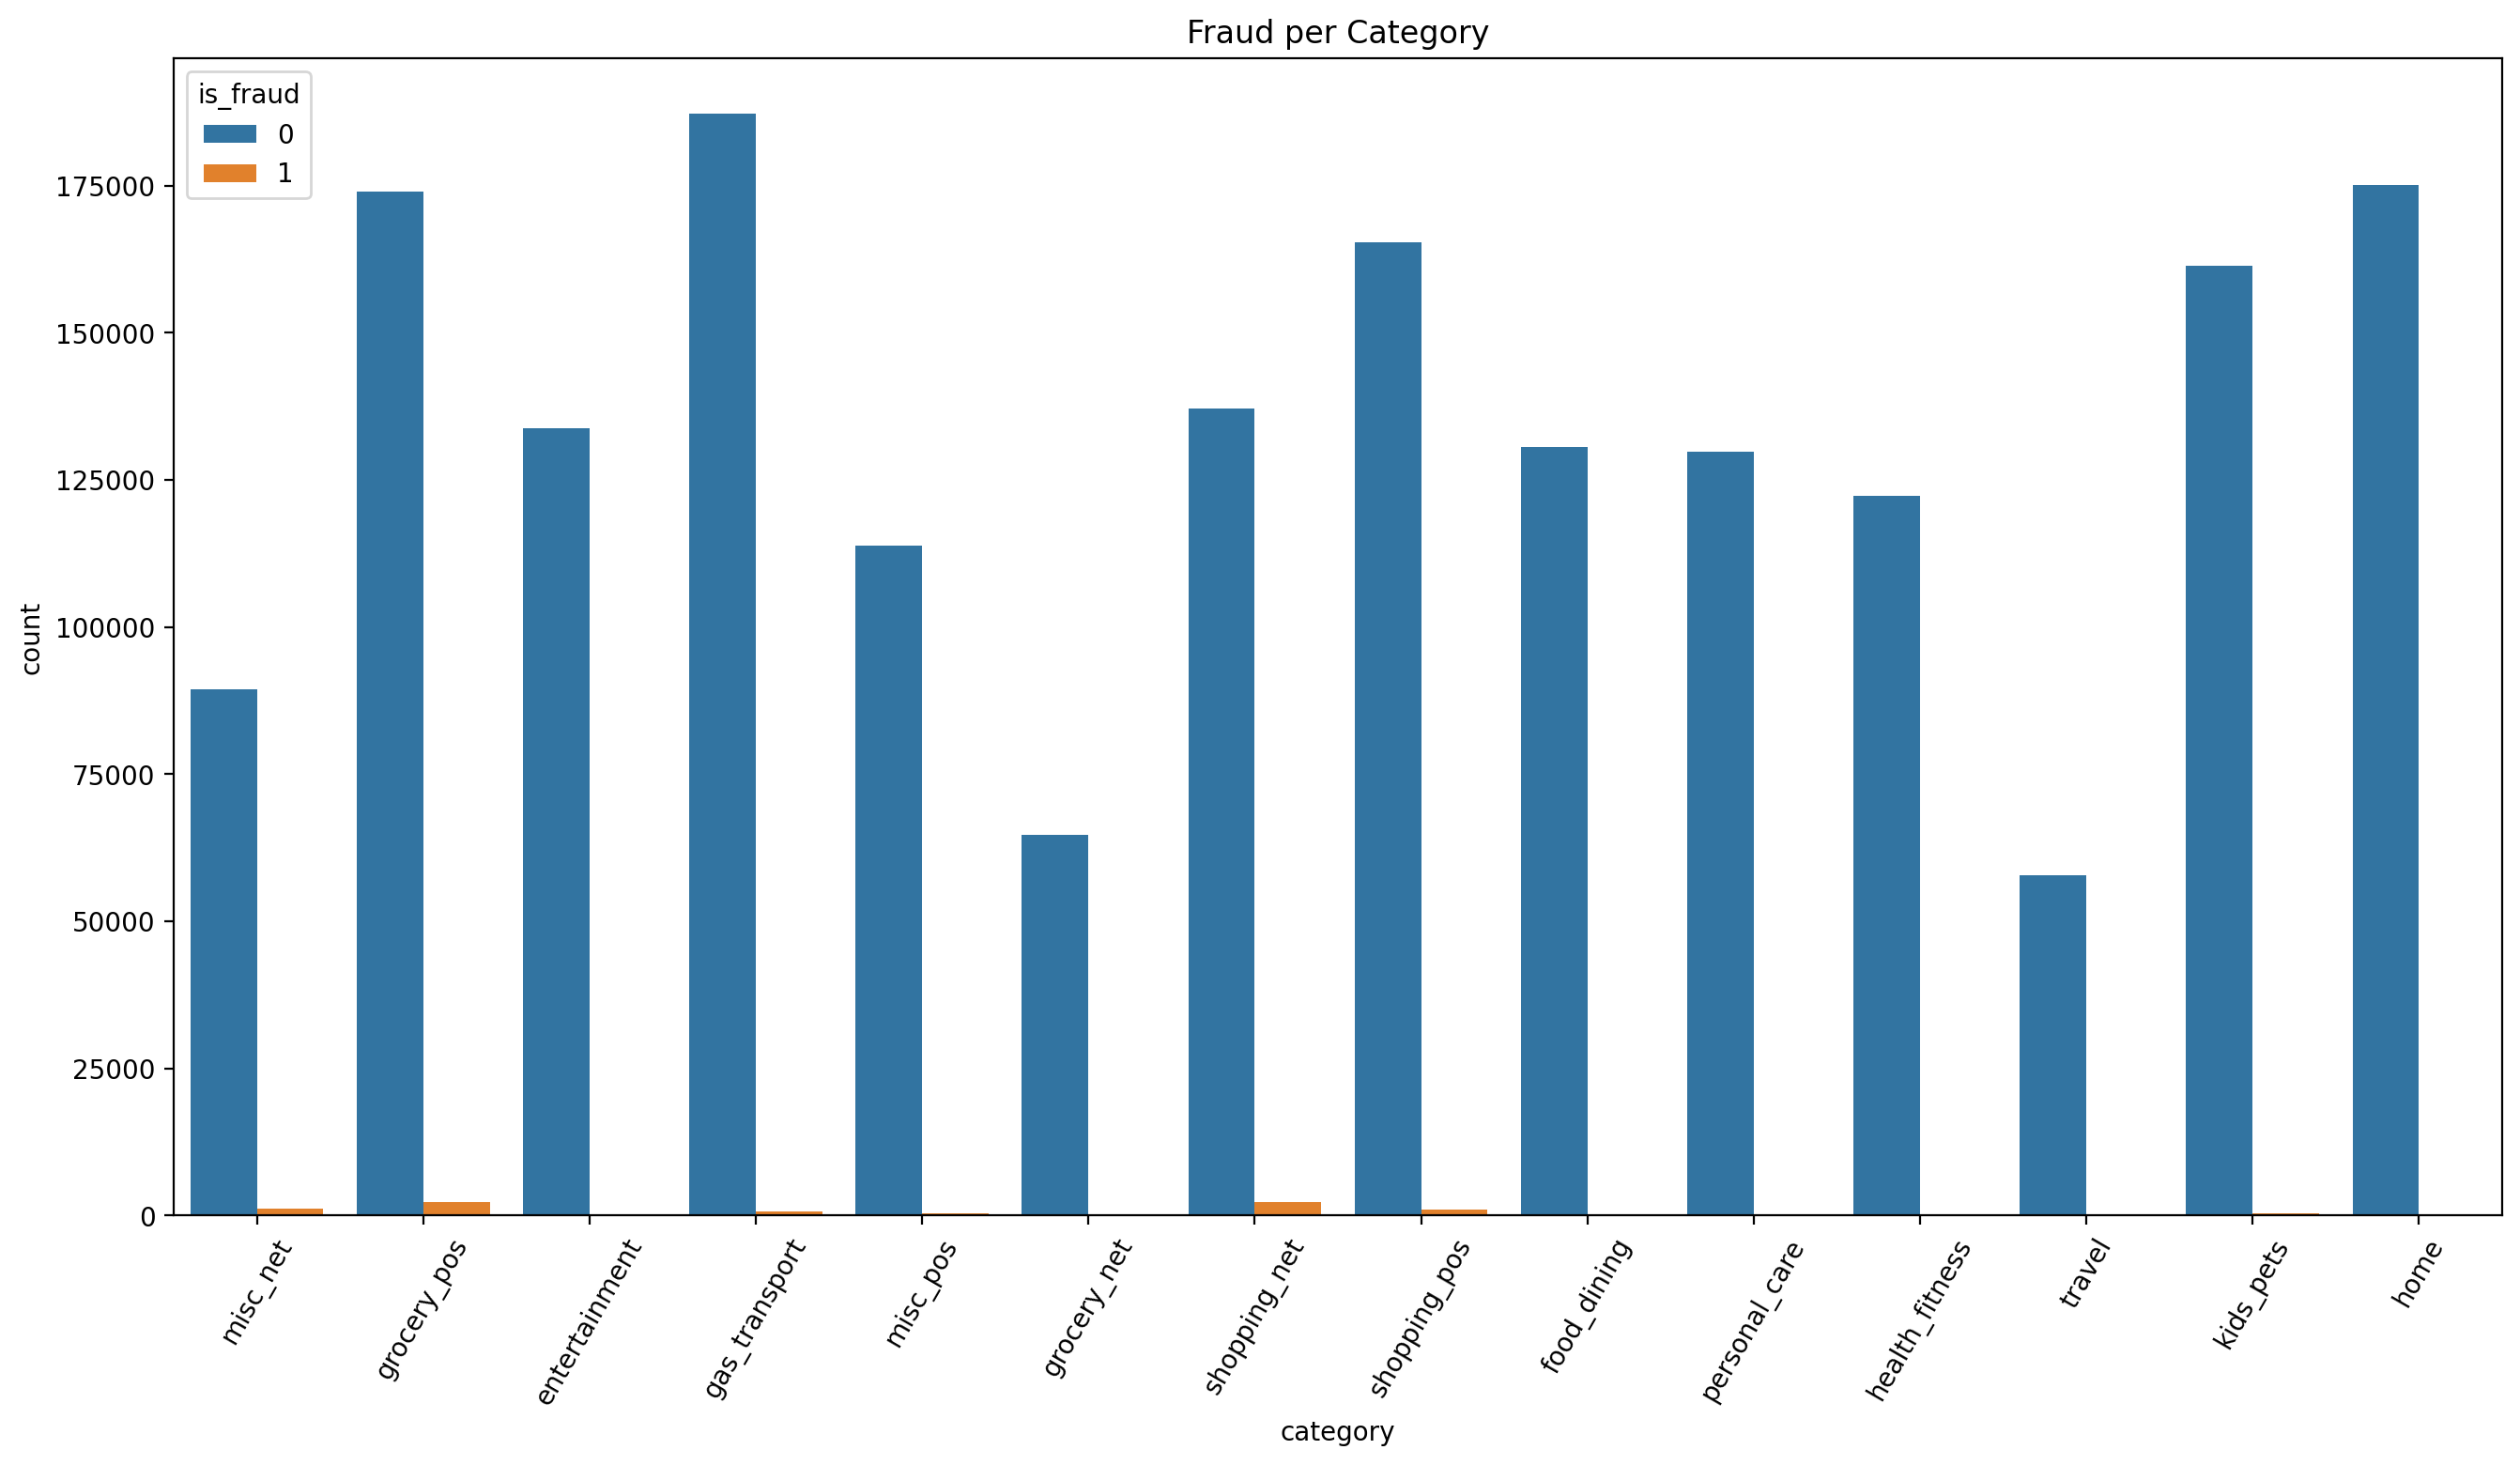 Fraud per Category
is_fraud
0
1
175000
150000
125000
100000
75000
50000
25000
0
count
misc_net
grocery_pos
entertainment
gas_transport
misc_pos
grocery_net
shopping_net
shopping_pos
food_dining
personal_care
health_fitness
travel
kids_pets
home
category